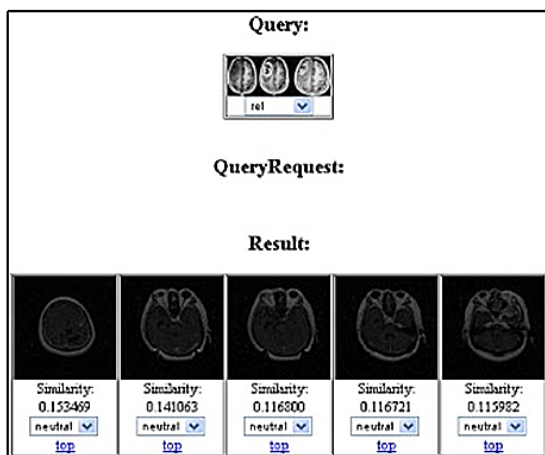 Query:
rel
QueryRequest:
Result:
Similarity: Similarity: Similarity: Similarity: Similarity:
0.153469 0.141063 0.116800 0.116721 0.115982
neutral neutral neutral neutral neutral
top top top top top